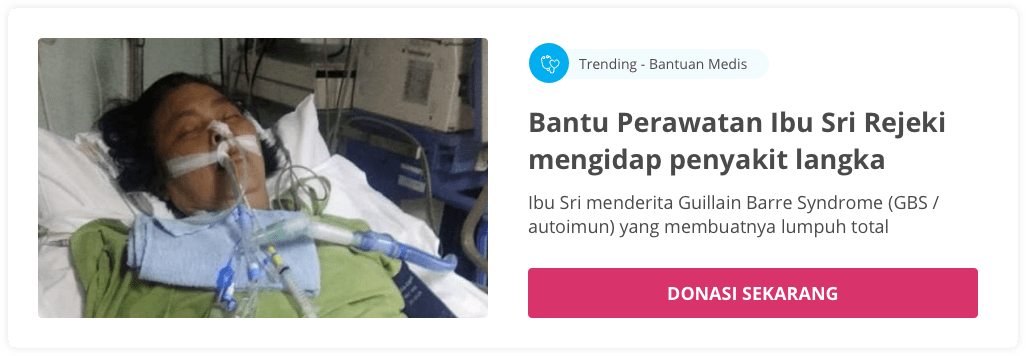 Trending - Bantuan Medis
Bantu Perawatan Ibu Sri Rejeki
mengidap penyakit langka
Ibu Sri menderita Guillain Barre Syndrome (GBS /
autoimun) yang membuatnya lumpuh total
DONASI SEKARANG